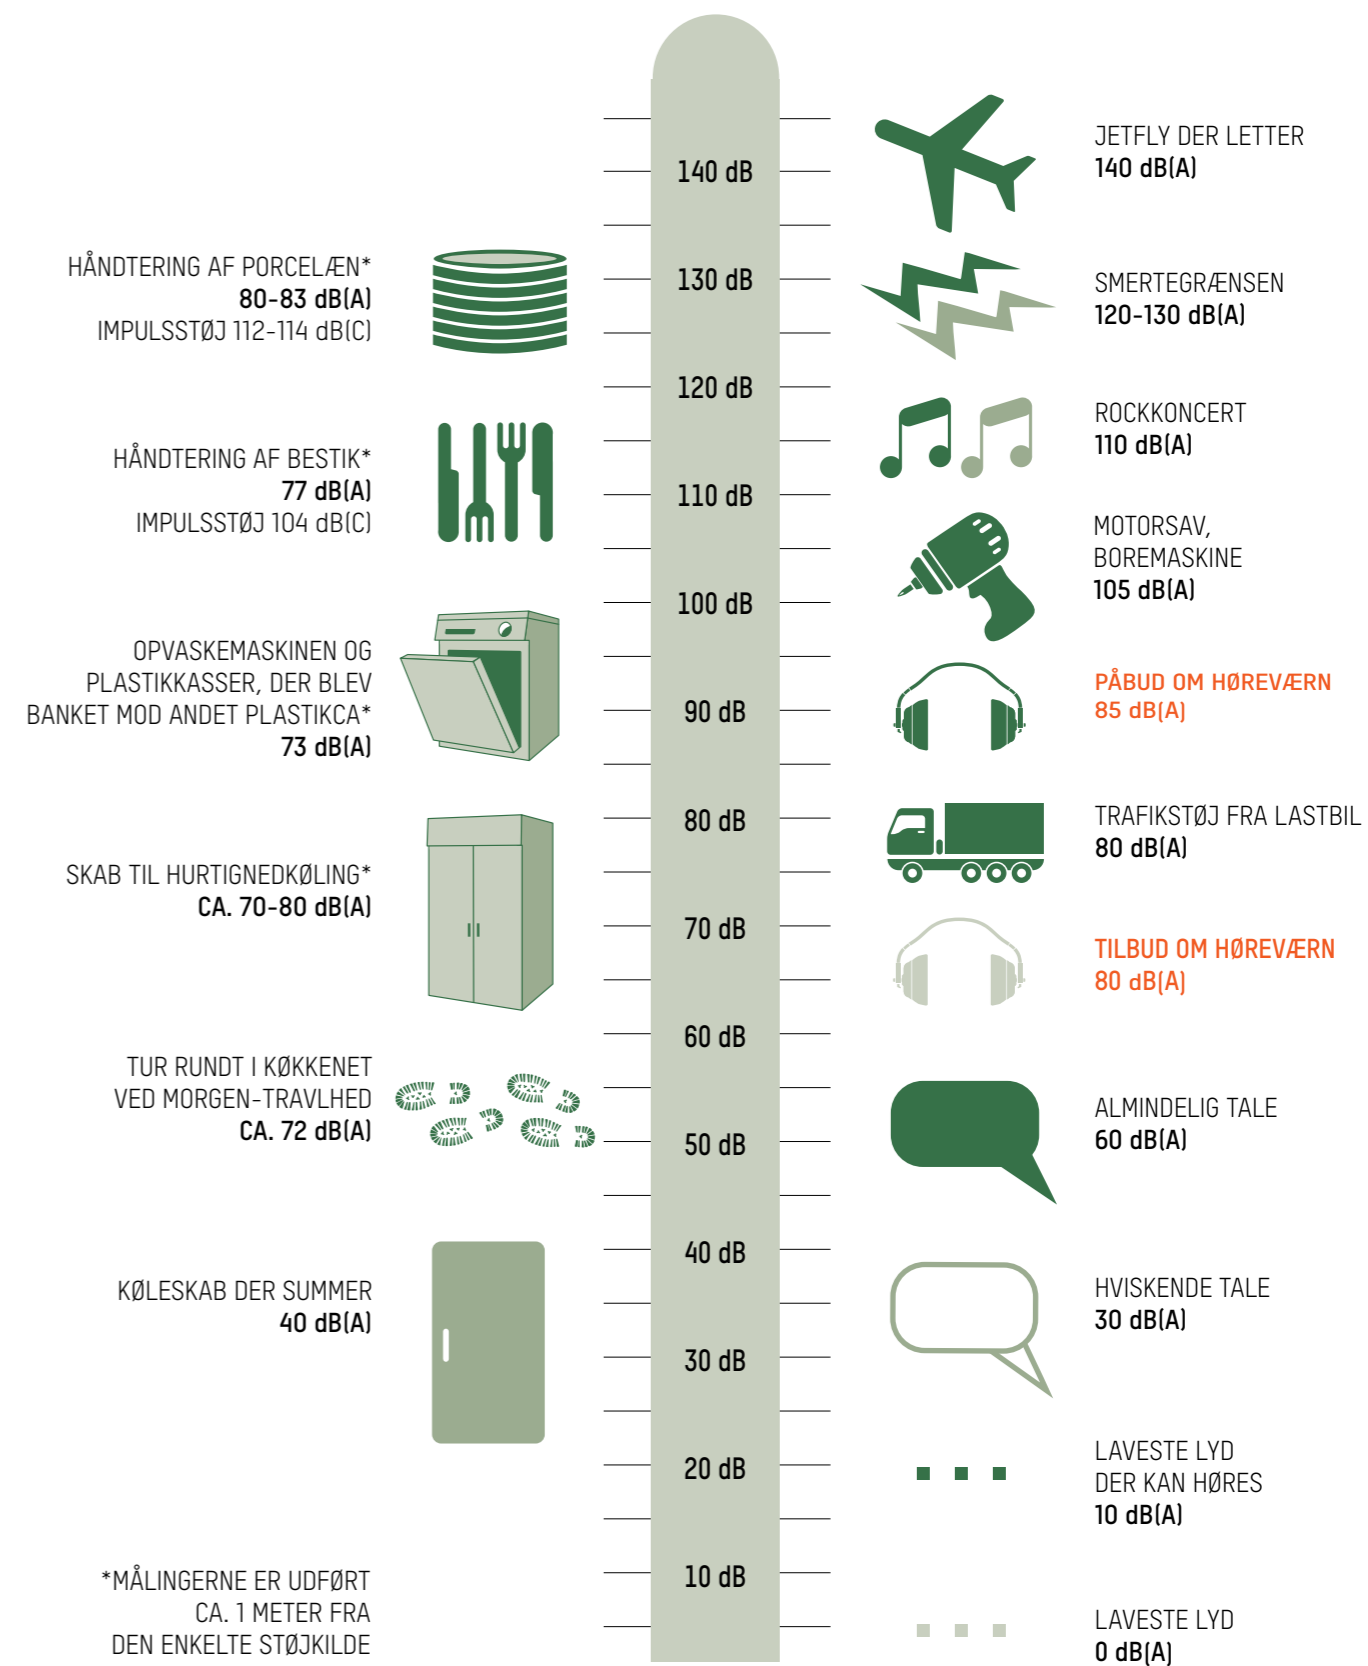 HÅNDTERING AF PORCELÆN*
80-83 dB(A)
IMPULSSTØJ 112-114 dB(C)
HÅNDTERING AF BESTIK*
77 dB(A)
IMPULSSTØJ 104 dB(C)
OPVASKEMASKINEN OG
PLASTIKKASSER, DER BLEV
BANKET MOD ANDET PLASTIKCA*
73 dB(A)
SKAB TIL HURTIGNEDKØLING*
CA. 70-80 dB(A)
TUR RUNDT I KØKKENET
VED MORGEN-TRAVLHED
CA. 72 dB(A)
KØLESKAB DER SUMMER
40 dB(A)
*MÅLINGERNE ER UDFØRT
CA. 1 METER FRA
DEN ENKELTE STØJKILDE
140 dB
130 dB
120 dB
110 dB
100 dB
90 dB
80 dB
70 dB
60 dB
50 dB
40 dB
30 dB
20 dB
10 dB
JETFLY DER LETTER
140 dB(A)
SMERTEGRÆNSEN
120-130 dB(A)
ROCKKONCERT
110 dB(A)
MOTORSAV,
BOREMASKINE
105 dB(A)
PÅBUD OM HØREVÆRN
85 dB(A)
TRAFIKSTØJ FRA LASTBIL
80 dB(A)
TILBUD OM HØREVÆRN
80 dB(A)
ALMINDELIG TALE
60 dB(A)
HVISKENDE TALE
30 dB(A)
LAVESTE LYD
DER KAN HØRES
10 dB(A)
LAVESTE LYD
0 dB(A)